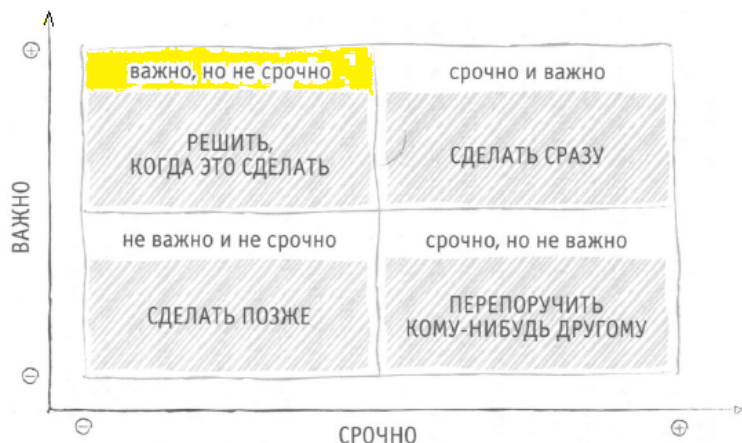 важно, но не срочно
срочно и важно
РЕШИТЬ,
КОГДА ЭТО СДЕЛАТЬ
СДЕЛАТЬ СРАЗУ
ВАЖНО
не важно и не срочно
срочно, но не важно
СДЕЛАТЬ ПОЗЖЕ
ПЕРЕПОРУЧИТЬ
КОМУ-НИБУДЬ ДРУГОМУ
СРОЧНО